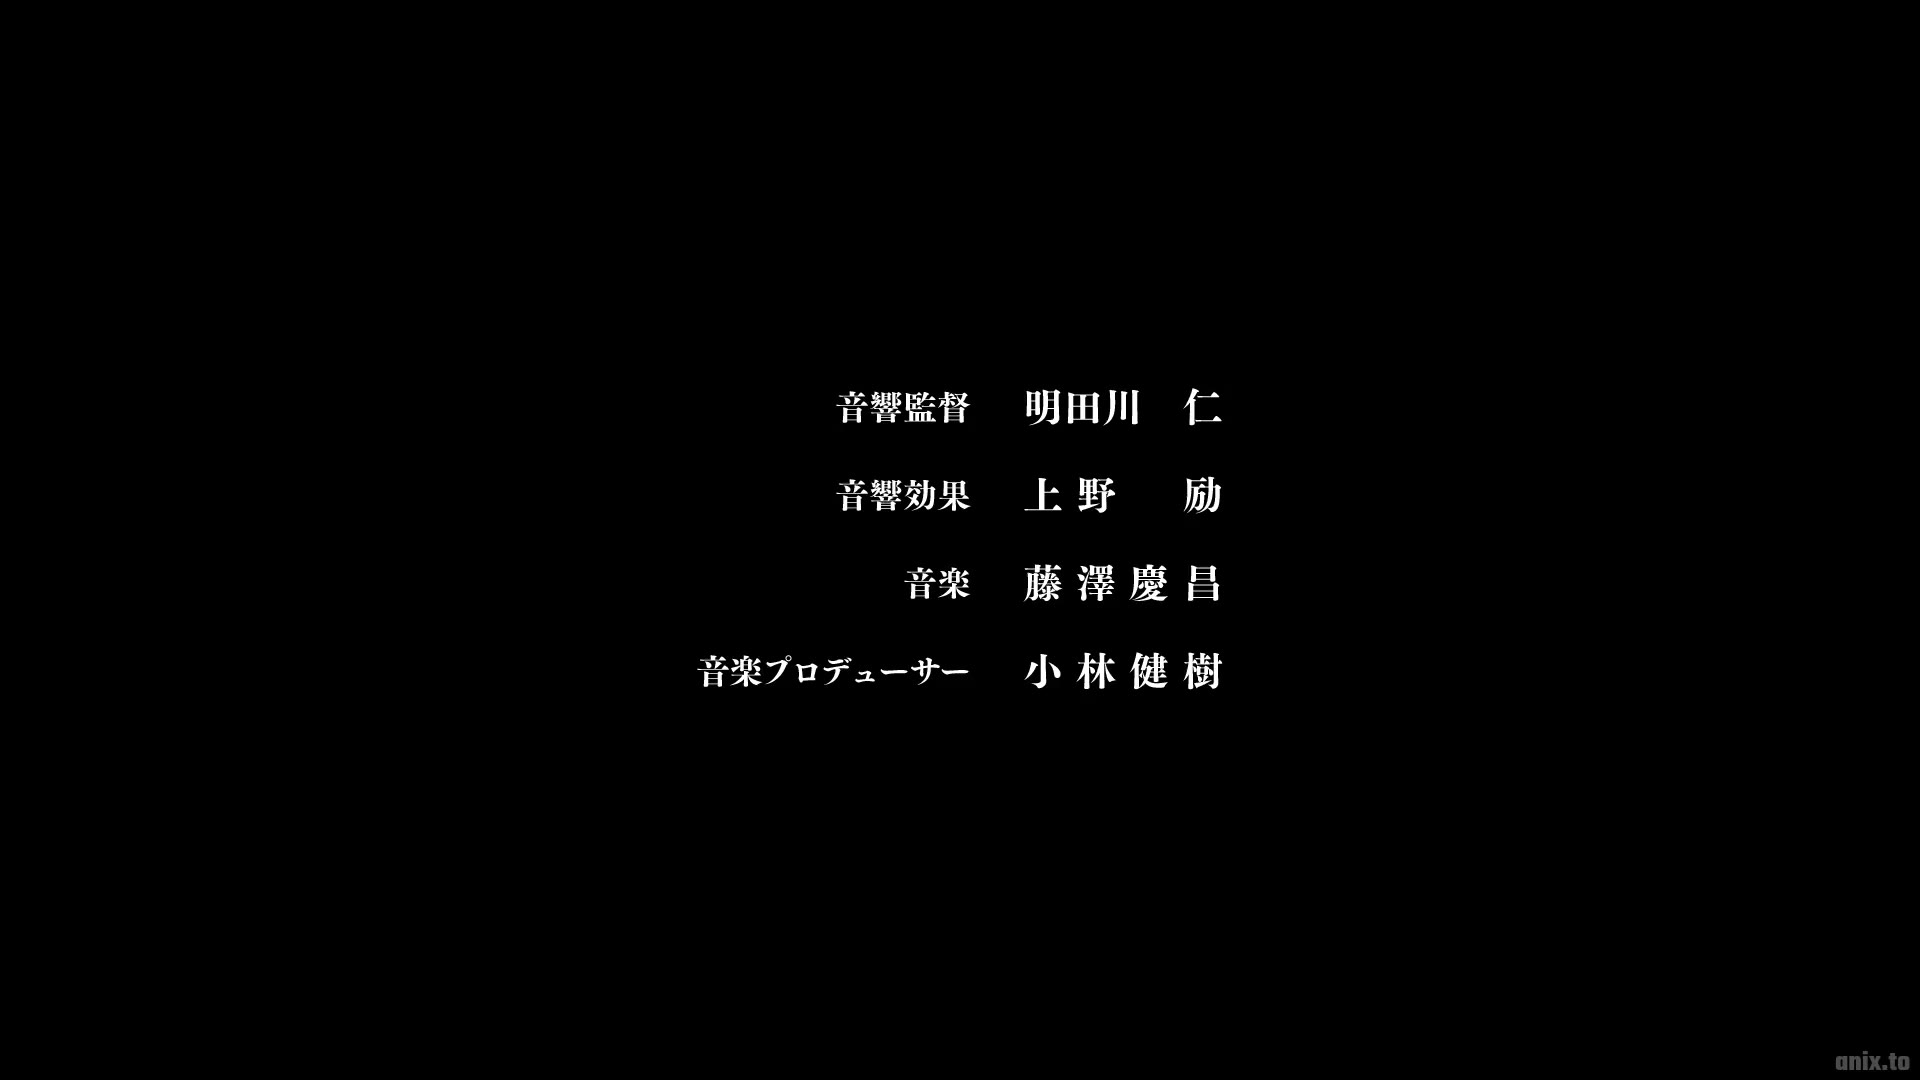 音響監督 明田川 仁
音響効果 上野 励
音楽 藤澤慶昌
音楽プロデューサー 小林健樹
anix.to